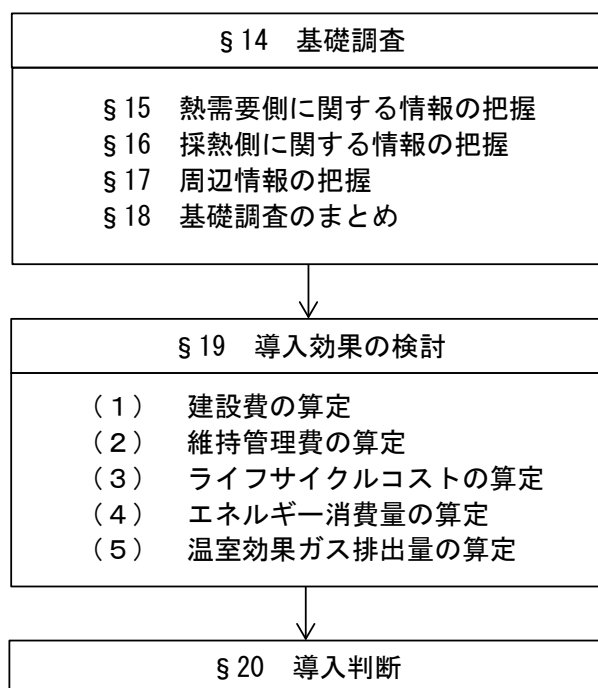 §14　基礎調査
§15　熱需要側に関する情報の把握
§16　採熱側に関する情報の把握
§17　周辺情報の把握
§18　基礎調査のまとめ
§19　導入効果の検討
（１）　建設費の算定
（２）　維持管理費の算定
（３）　ライフサイクルコストの算定
（４）　エネルギー消費量の算定
（５）　温室効果ガス排出量の算定
§20　導入判断